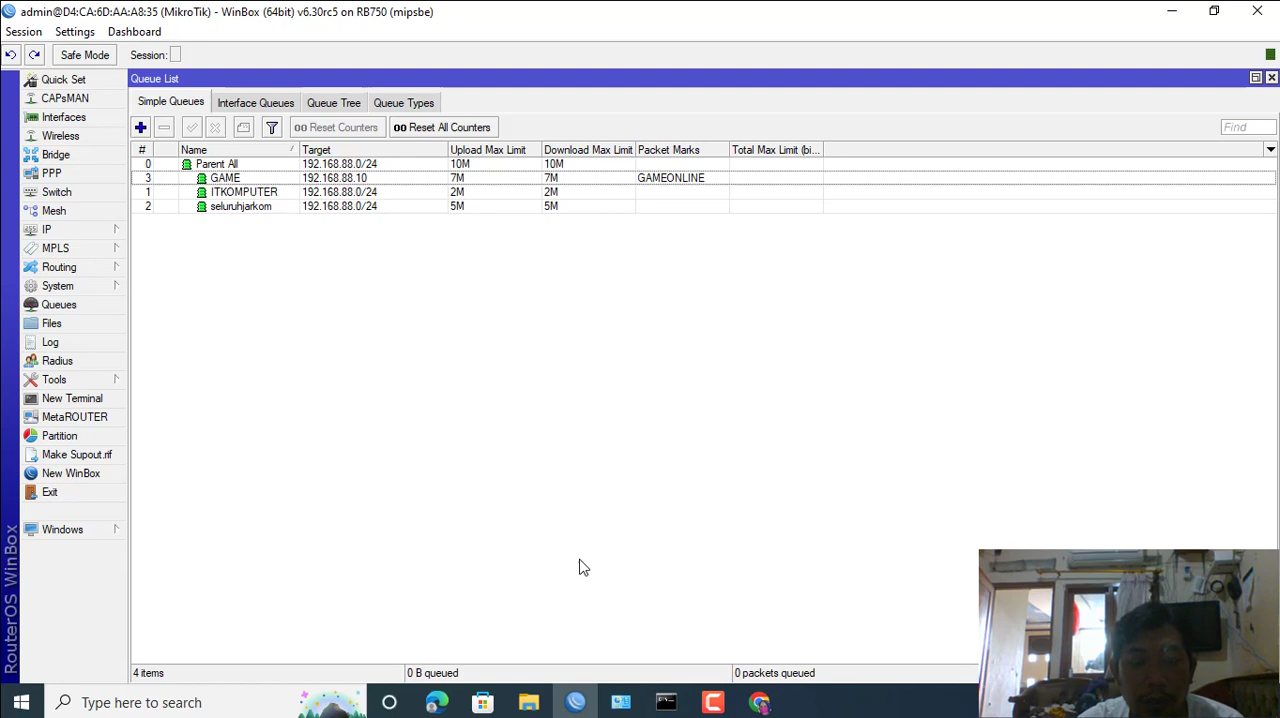 admin@D4:CA:6D:AA:A8:35 (MikroTik) - WinBox (64bit) v6.30rc5 on RB750 (mipsbe)
Session Settings Dashboard
Safe Mode Session:
Queue List
Simple Queues Interface Queues Queue Tree Queue Types
00 Reset Counters 00 Reset All Counters Find
# Name Target Upload Max Limit Download Max Limit Packet Marks Total Max Limit (bi...
0 Parent All 192.168.88.0/24 10M 10M
3 GAME 192.168.88.10 7M 7M GAMEONLINE
1 ITKOMPUTER 192.168.88.0/24 2M 2M
2 seluruhjarkom 192.168.88.0/24 5M 5M
Quick Set
CAPsMAN
Interfaces
Wireless
Bridge
PPP
Switch
Mesh
IP
MPLS
Routing
System
Queues
Files
Log
Radius
Tools
New Terminal
MetaROUTER
Partition
Make Supout.rif
New WinBox
Exit
Windows
RouterOS WinBox
4 items 0 B queued 0 packets queued
Type here to search